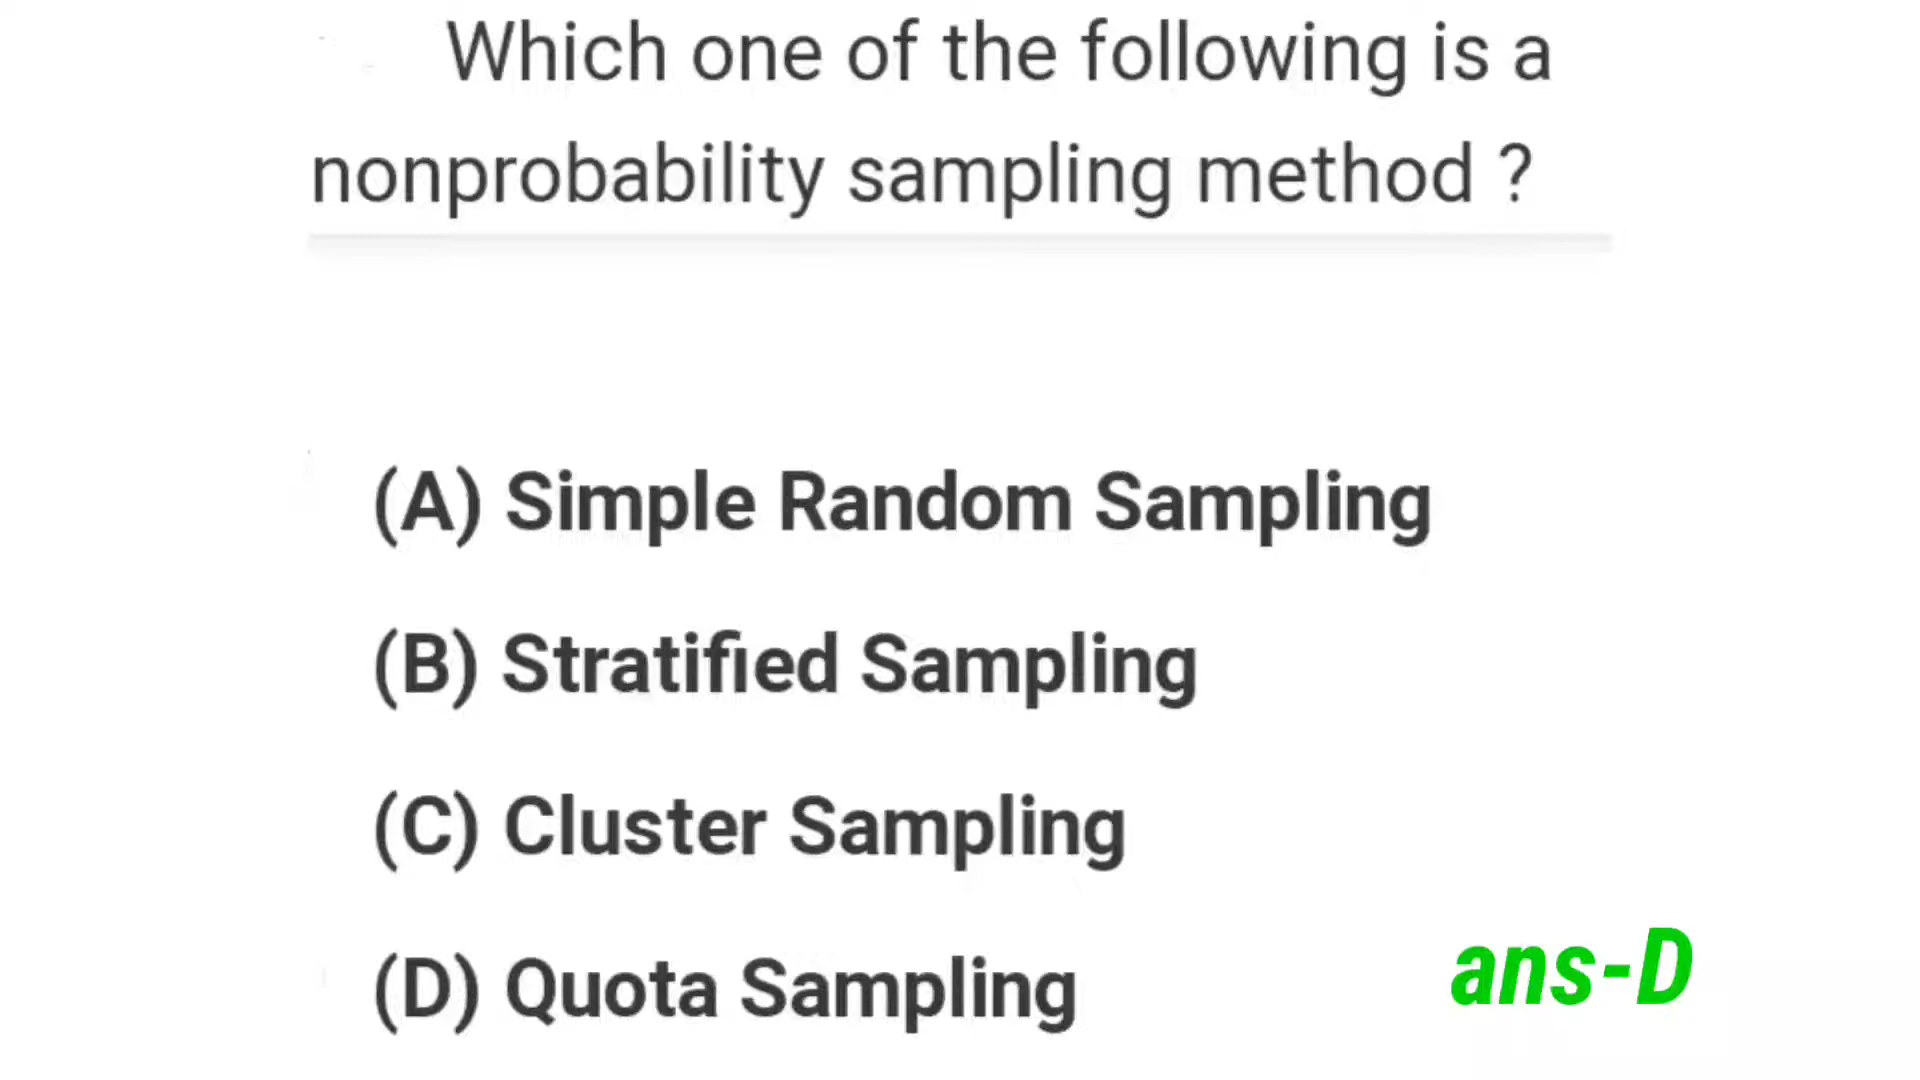 Which one of the following is a
nonprobability sampling method ?
(A) Simple Random Sampling
(B) Stratified Sampling
(C) Cluster Sampling
(D) Quota Sampling
ans-D